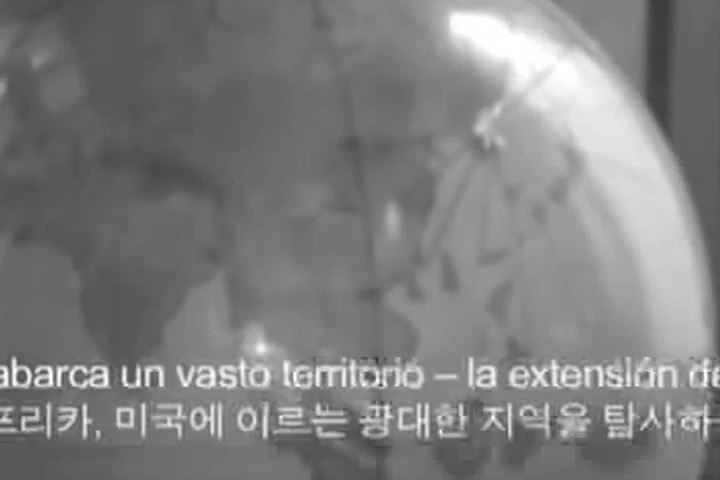 abarca un vasto territorio – la extensión de
프리카, 미국에 이르는 광대한 지역을 탐사하